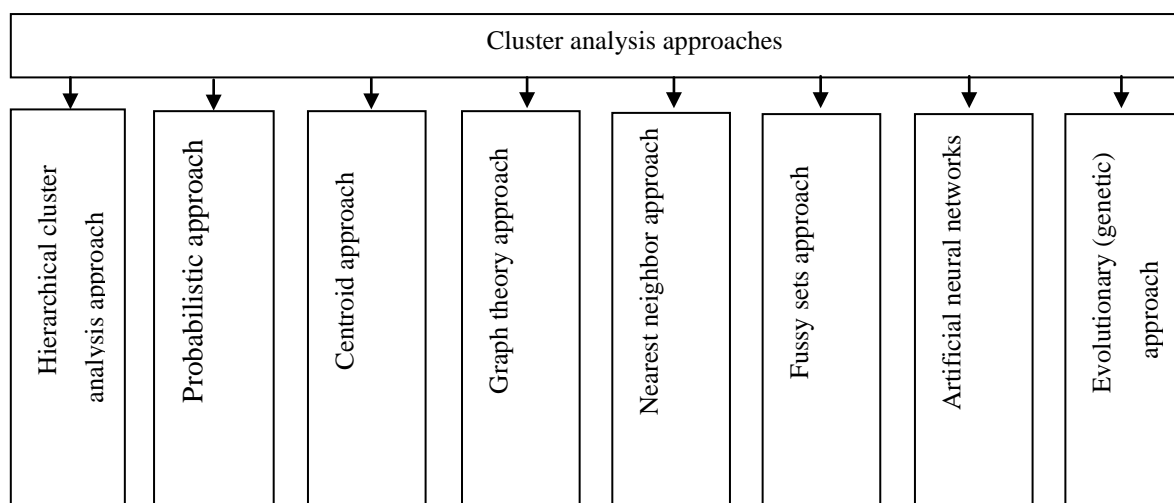 Cluster analysis approaches
Hierarchical cluster
analysis approach
Probabilistic approach
Centroid approach
Graph theory approach
Nearest neighbor approach
Fussy sets approach
Artificial neural networks
Evolutionary (genetic)
approach